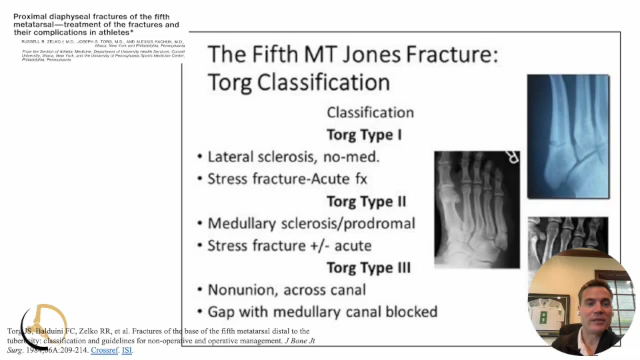 Proximal diaphyseal fractures of the fifth
metatarsal—treatment of the fractures and
their complications in athletes*
The Fifth MT Jones Fracture:
Torg Classification
Classification
Torg Type I
• Lateral sclerosis, no-med.
• Stress fracture-Acute fx
Torg Type II
• Medullary sclerosis/prodromal
• Stress fracture +/- acute
Torg Type III
• Nonunion, across canal
• Gap with medullary canal blocked
Torg JS, Balduini FC, Zelko RR, et al. Fractures of the base of the fifth metatarsal distal to the
tuberosity: classification and guidelines for non-operative and operative management. J Bone Jt
Surg. 1984;66A:209-214. Crossref. ISI.